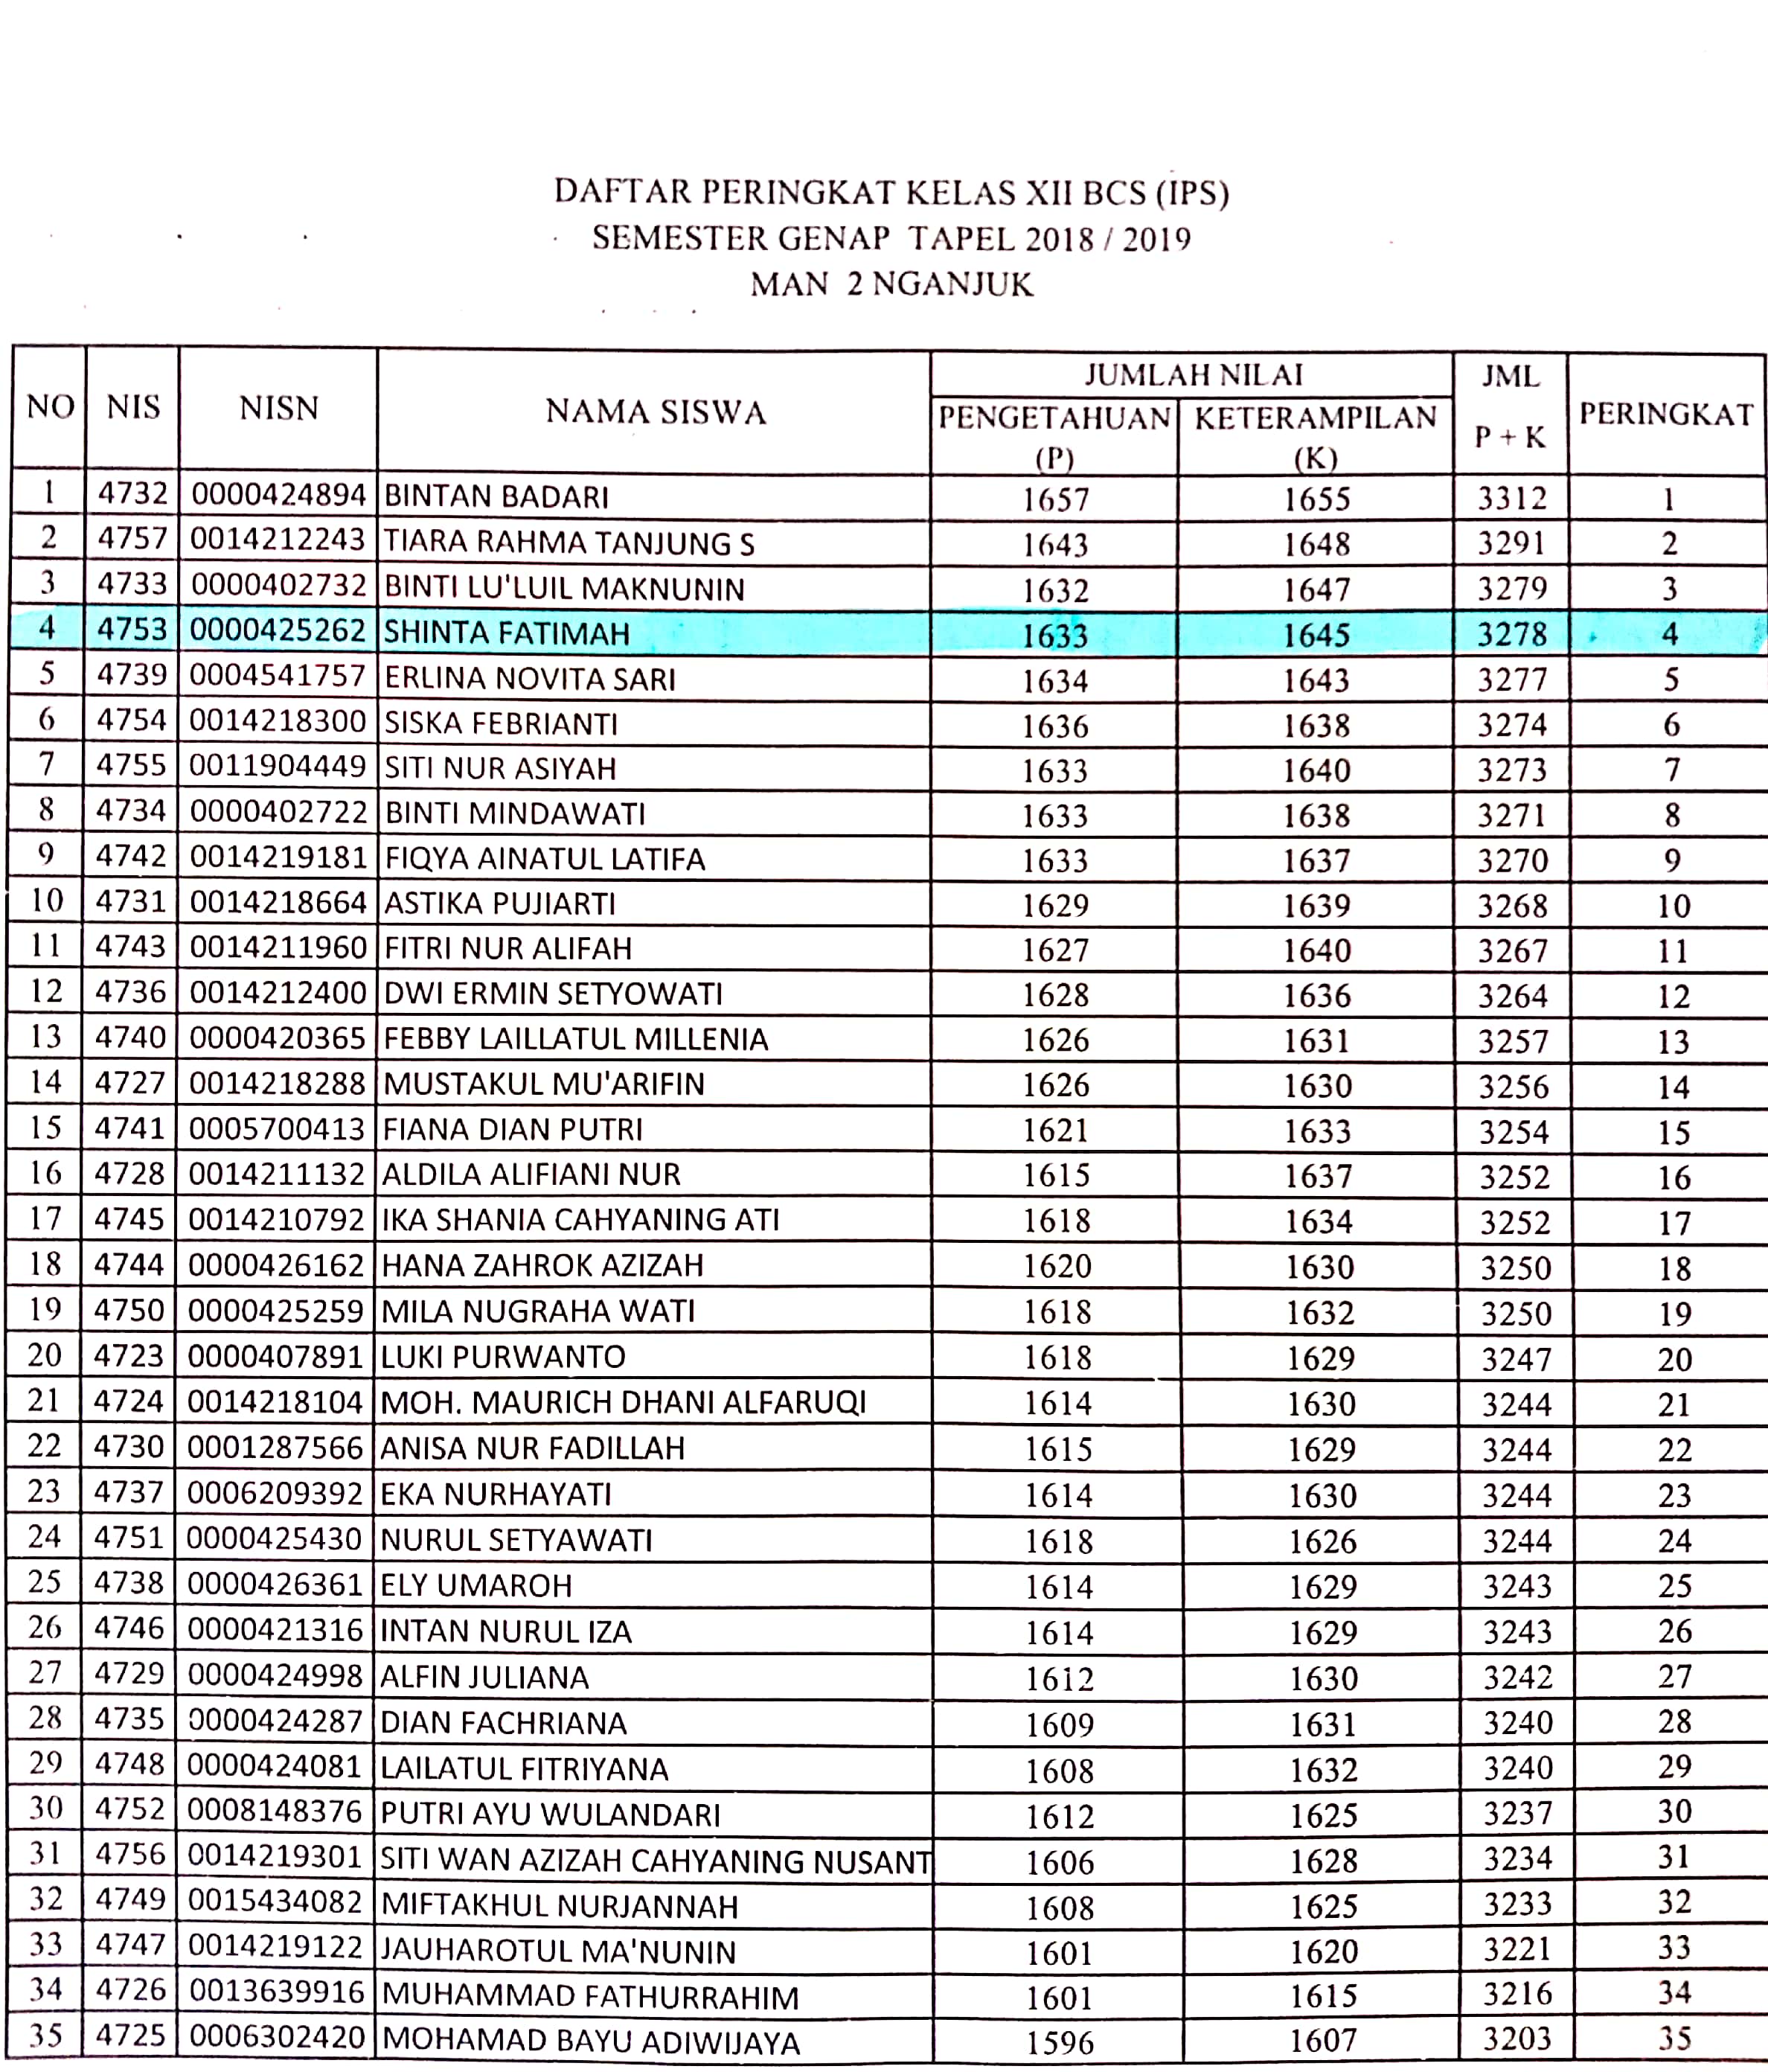 DAFTAR PERINGKAT KELAS XII BCS (IPS)
SEMESTER GENAP TAPEL 2018 / 2019
MAN 2 NGANJUK
NO NIS NISN NAMA SISWA JUMLAH NILAI JML P + K PERINGKAT
PENGETAHUAN (P) KETERAMPILAN (K)
1 4732 0000424894 BINTAN BADARI 1657 1655 3312 1
2 4757 0014212243 TIARA RAHMA TANJUNG S 1643 1648 3291 2
3 4733 0000402732 BINTI LU'LUIL MAKNUNIN 1632 1647 3279 3
4 4753 0000425262 SHINTA FATIMAH 1633 1645 3278 4
5 4739 0004541757 ERLINA NOVITA SARI 1634 1643 3277 5
6 4754 0014218300 SISKA FEBRIANTI 1636 1638 3274 6
7 4755 0011904449 SITI NUR ASIYAH 1633 1640 3273 7
8 4734 0000402722 BINTI MINDAWATI 1633 1638 3271 8
9 4742 0014219181 FIQYA AINATUL LATIFA 1633 1637 3270 9
10 4731 0014218664 ASTIKA PUJIARTI 1629 1639 3268 10
11 4743 0014211960 FITRI NUR ALIFAH 1627 1640 3267 11
12 4736 0014212400 DWI ERMIN SETYOWATI 1628 1636 3264 12
13 4740 0000420365 FEBBY LAILLATUL MILLENIA 1626 1631 3257 13
14 4727 0014218288 MUSTAKUL MU'ARIFIN 1626 1630 3256 14
15 4741 0005700413 FIANA DIAN PUTRI 1621 1633 3254 15
16 4728 0014211132 ALDILA ALIFIANI NUR 1615 1637 3252 16
17 4745 0014210792 IKA SHANIA CAHYANING ATI 1618 1634 3252 17
18 4744 0000426162 HANA ZAHROK AZIZAH 1620 1630 3250 18
19 4750 0000425259 MILA NUGRAHA WATI 1618 1632 3250 19
20 4723 0000407891 LUKI PURWANTO 1618 1629 3247 20
21 4724 0014218104 MOH. MAURICH DHANI ALFARUQI 1614 1630 3244 21
22 4730 0001287566 ANISA NUR FADILLAH 1615 1629 3244 22
23 4737 0006209392 EKA NURHAYATI 1614 1630 3244 23
24 4751 0000425430 NURUL SETYAWATI 1618 1626 3244 24
25 4738 0000426361 ELY UMAROH 1614 1629 3243 25
26 4746 0000421316 INTAN NURUL IZA 1614 1629 3243 26
27 4729 0000424998 ALFIN JULIANA 1612 1630 3242 27
28 4735 0000424287 DIAN FACHRIANA 1609 1631 3240 28
29 4748 0000424081 LAILATUL FITRIYANA 1608 1632 3240 29
30 4752 0008148376 PUTRI AYU WULANDARI 1612 1625 3237 30
31 4756 0014219301 SITI WAN AZIZAH CAHYANING NUSANT 1606 1628 3234 31
32 4749 0015434082 MIFTAKHUL NURJANNAH 1608 1625 3233 32
33 4747 0014219122 JAUHAROTUL MA'NUNIN 1601 1620 3221 33
34 4726 0013639916 MUHAMMAD FATHURRAHIM 1601 1615 3216 34
35 4725 0006302420 MOHAMAD BAYU ADIWIJAYA 1596 1607 3203 35